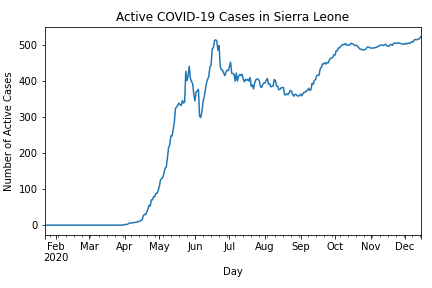 Active COVID-19 Cases in Sierra Leone
Number of Active Cases
500
400
300
200
100
0
Feb Mar Apr May Jun Jul Aug Sep Oct Nov Dec
2020
Day